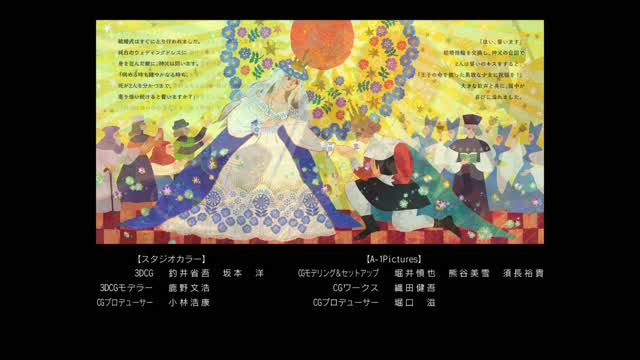 結婚式はすぐにとり行われました。
純白のウェディングドレスに
身を包んだ姫に、神父は問います。
「病める時も健やかなる時も、
死が2人を分かつまで、
寄り添い続けると誓いますか？」
「はい、誓います」
結婚指輪を交換し、神父の合図で
2人は誓いのキスをすると、
「王子の命を救った勇敢な少女に祝福を！」
大きな歓声と共に、国中が
喜びに溢れました。
【スタジオカラー】
3DCG 釣井省吾 坂本 洋
3DCGモデラー 鹿野文浩
CGプロデューサー 小林浩康
【A-1Pictures】
CGモデリング＆セットアップ 堀井慎也 熊谷美雪 須長裕貴
CGワークス 織田健吾
CGプロデューサー 堀口 滋